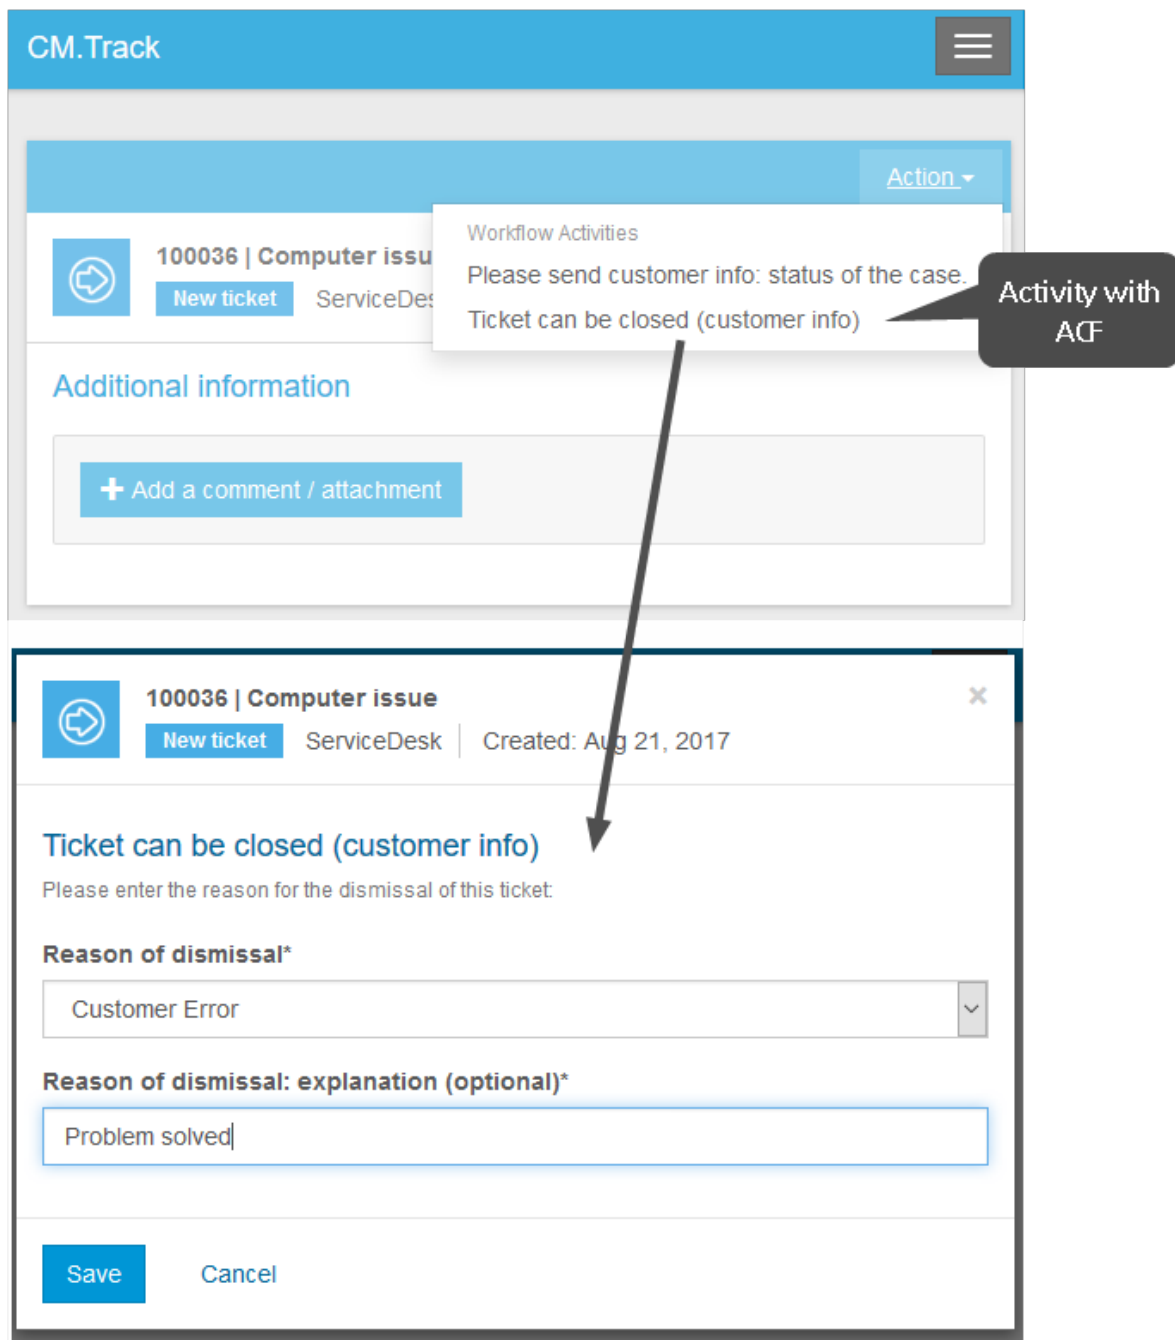 CM.Track
Action
Workflow Activities
100036 | Computer issu
Please send customer info: status of the case.
New ticket
Ticket can be closed (customer info)
Activity with
ACF
Additional information
+ Add a comment / attachment
100036 | Computer issue
×
New ticket ServiceDesk Created: Aug 21, 2017
Ticket can be closed (customer info)
Please enter the reason for the dismissal of this ticket:
Reason of dismissal*
Customer Error
Reason of dismissal: explanation (optional)*
Problem solved
Save Cancel